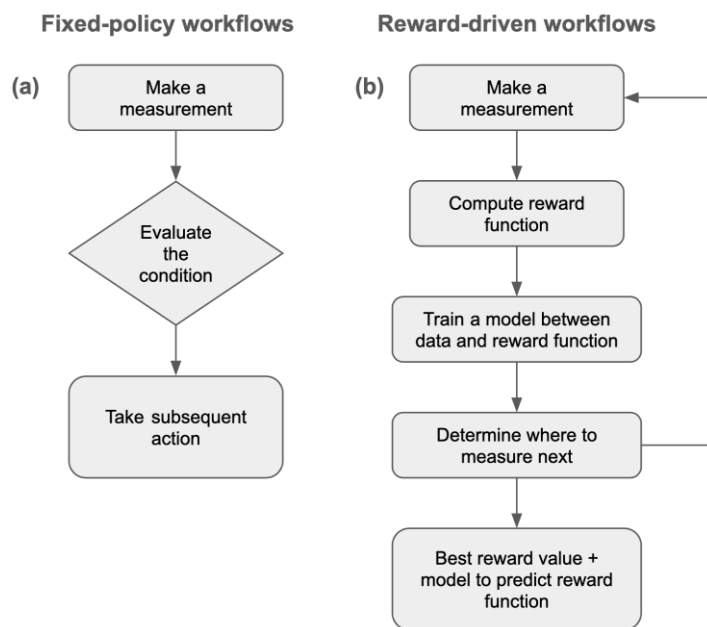 Fixed-policy workflows
(a)
Make a
measurement
Evaluate
the
condition
Take subsequent
action
Reward-driven workflows
(b)
Make a
measurement
Compute reward
function
Train a model between
data and reward function
Determine where to
measure next
Best reward value +
model to predict reward
function